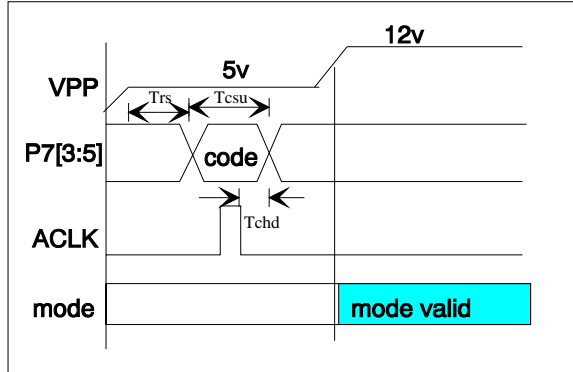 12v
5v
VPP
Trs
Tcsu
P7[3:5]
code
Tchd
ACLK
mode
mode valid